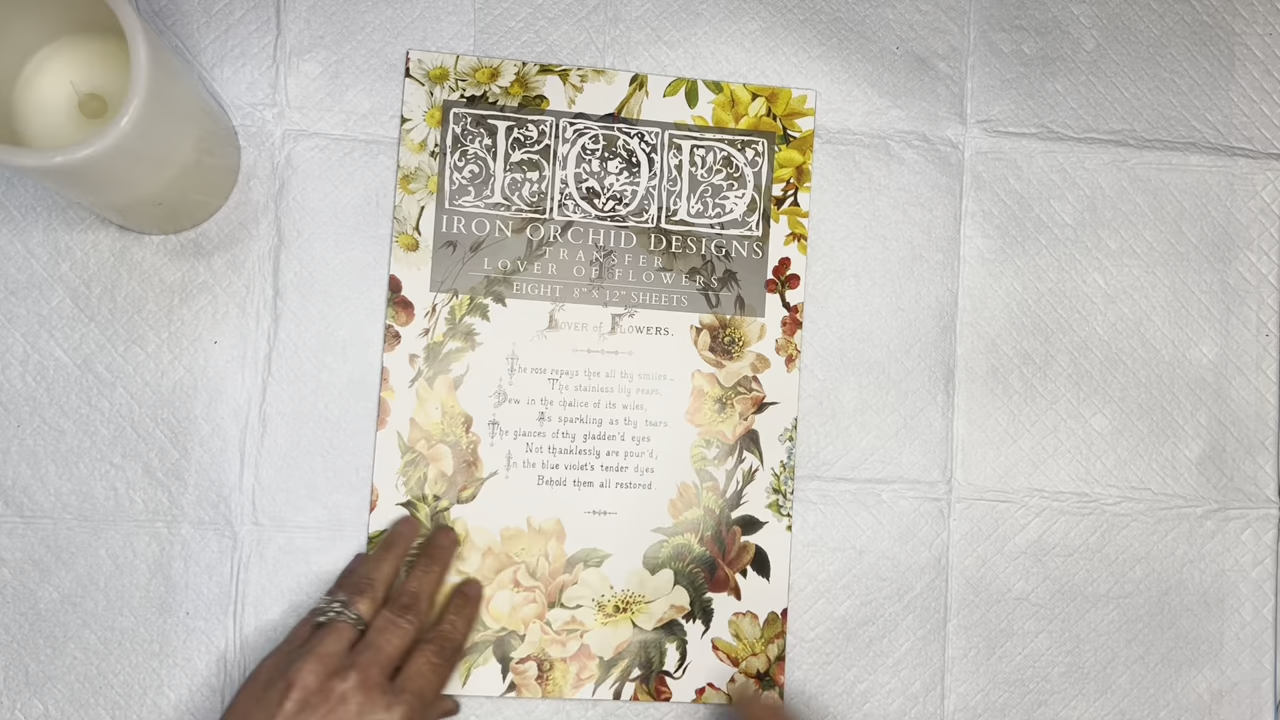 IOD
IRON ORCHID DESIGNS
TRANSFER
LOVER OF FLOWERS
EIGHT 8" x 12" SHEETS
LOVER of FLOWERS.
The rose repays thee all thy smiles—
The stainless lily rears,
Dew in the chalice of its wiles,
As sparkling as thy tears
The glances of thy gladden'd eyes
Not thanklessly are pour'd;
In the blue violet's tender dyes
Behold them all restored.